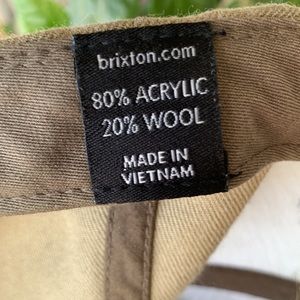 brixton.com
80% ACRYLIC
20% WOOL
MADE IN
VIETNAM